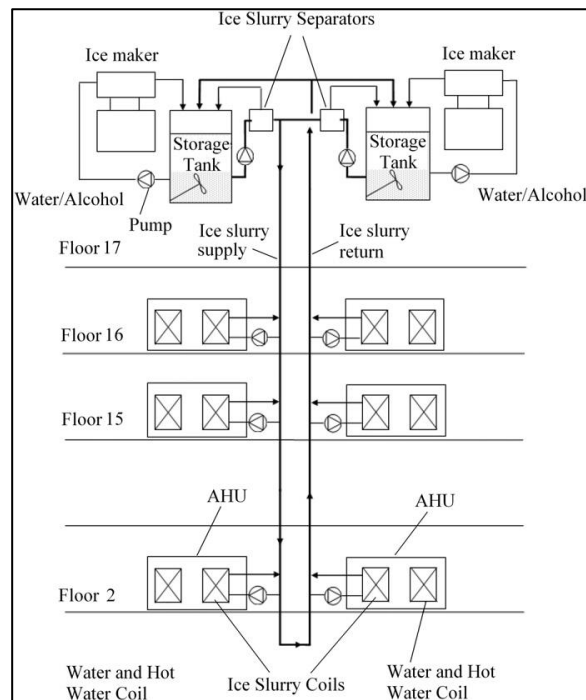 Ice Slurry Separators
Ice maker
Ice maker
Storage
Tank
Storage
Tank
Water/Alcohol
Water/Alcohol
Pump
Floor 17
Ice slurry
supply
Ice slurry
return
Floor 16
Floor 15
AHU
AHU
Floor 2
Water and Hot
Water Coil
Ice Slurry Coils
Water and Hot
Water Coil